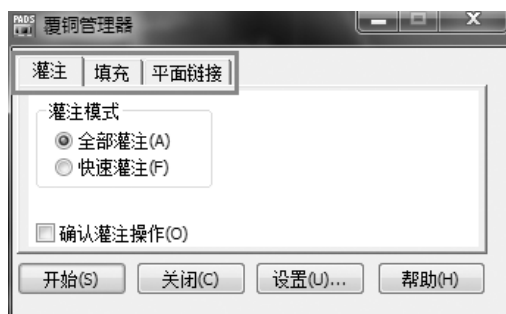 PADS 覆铜管理器 X
灌注 填充 平面链接
灌注模式
全部灌注(A)
快速灌注(F)
确认灌注操作(O)
开始(S) 关闭(C) 设置(U)... 帮助(H)